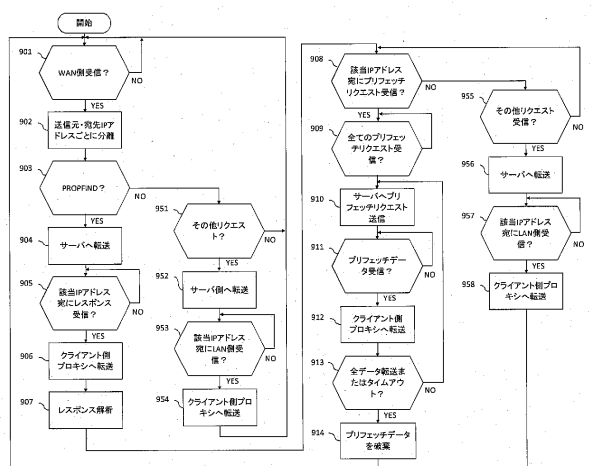 開始
901
WAN側受信?
NO
YES
902
送信元・宛先IPア
ドレスごとに分離
903
PROPFIND?
NO
YES
904
サーバへ転送
905
該当IPアドレス
宛にレスポンス
受信?
NO
YES
906
クライアント側
プロキシへ転送
907
レスポンス解析
951
その他リクエス
ト?
NO
YES
952
サーバ側へ転送
953
該当IPアドレス
宛にLAN側受
信?
NO
YES
954
クライアント側プ
ロキシへ転送
908
該当IPアドレス
宛にプリフェッチ
リクエスト受信?
NO
YES
909
全てのプリフェッ
チリクエスト受
信?
910
サーバへプリ
フェッチリクエスト
送信
911
プリフェッチデー
タ受信?
NO
YES
912
クライアント側プ
ロキシへ転送
913
全データ転送ま
たはタイムアウ
ト?
NO
YES
914
プリフェッチデータ
を破棄
955
その他リクエスト
受信?
NO
YES
956
サーバへ転送
957
該当IPアドレス
宛にLAN側受
信?
NO
YES
958
クライアント側プロ
キシへ転送